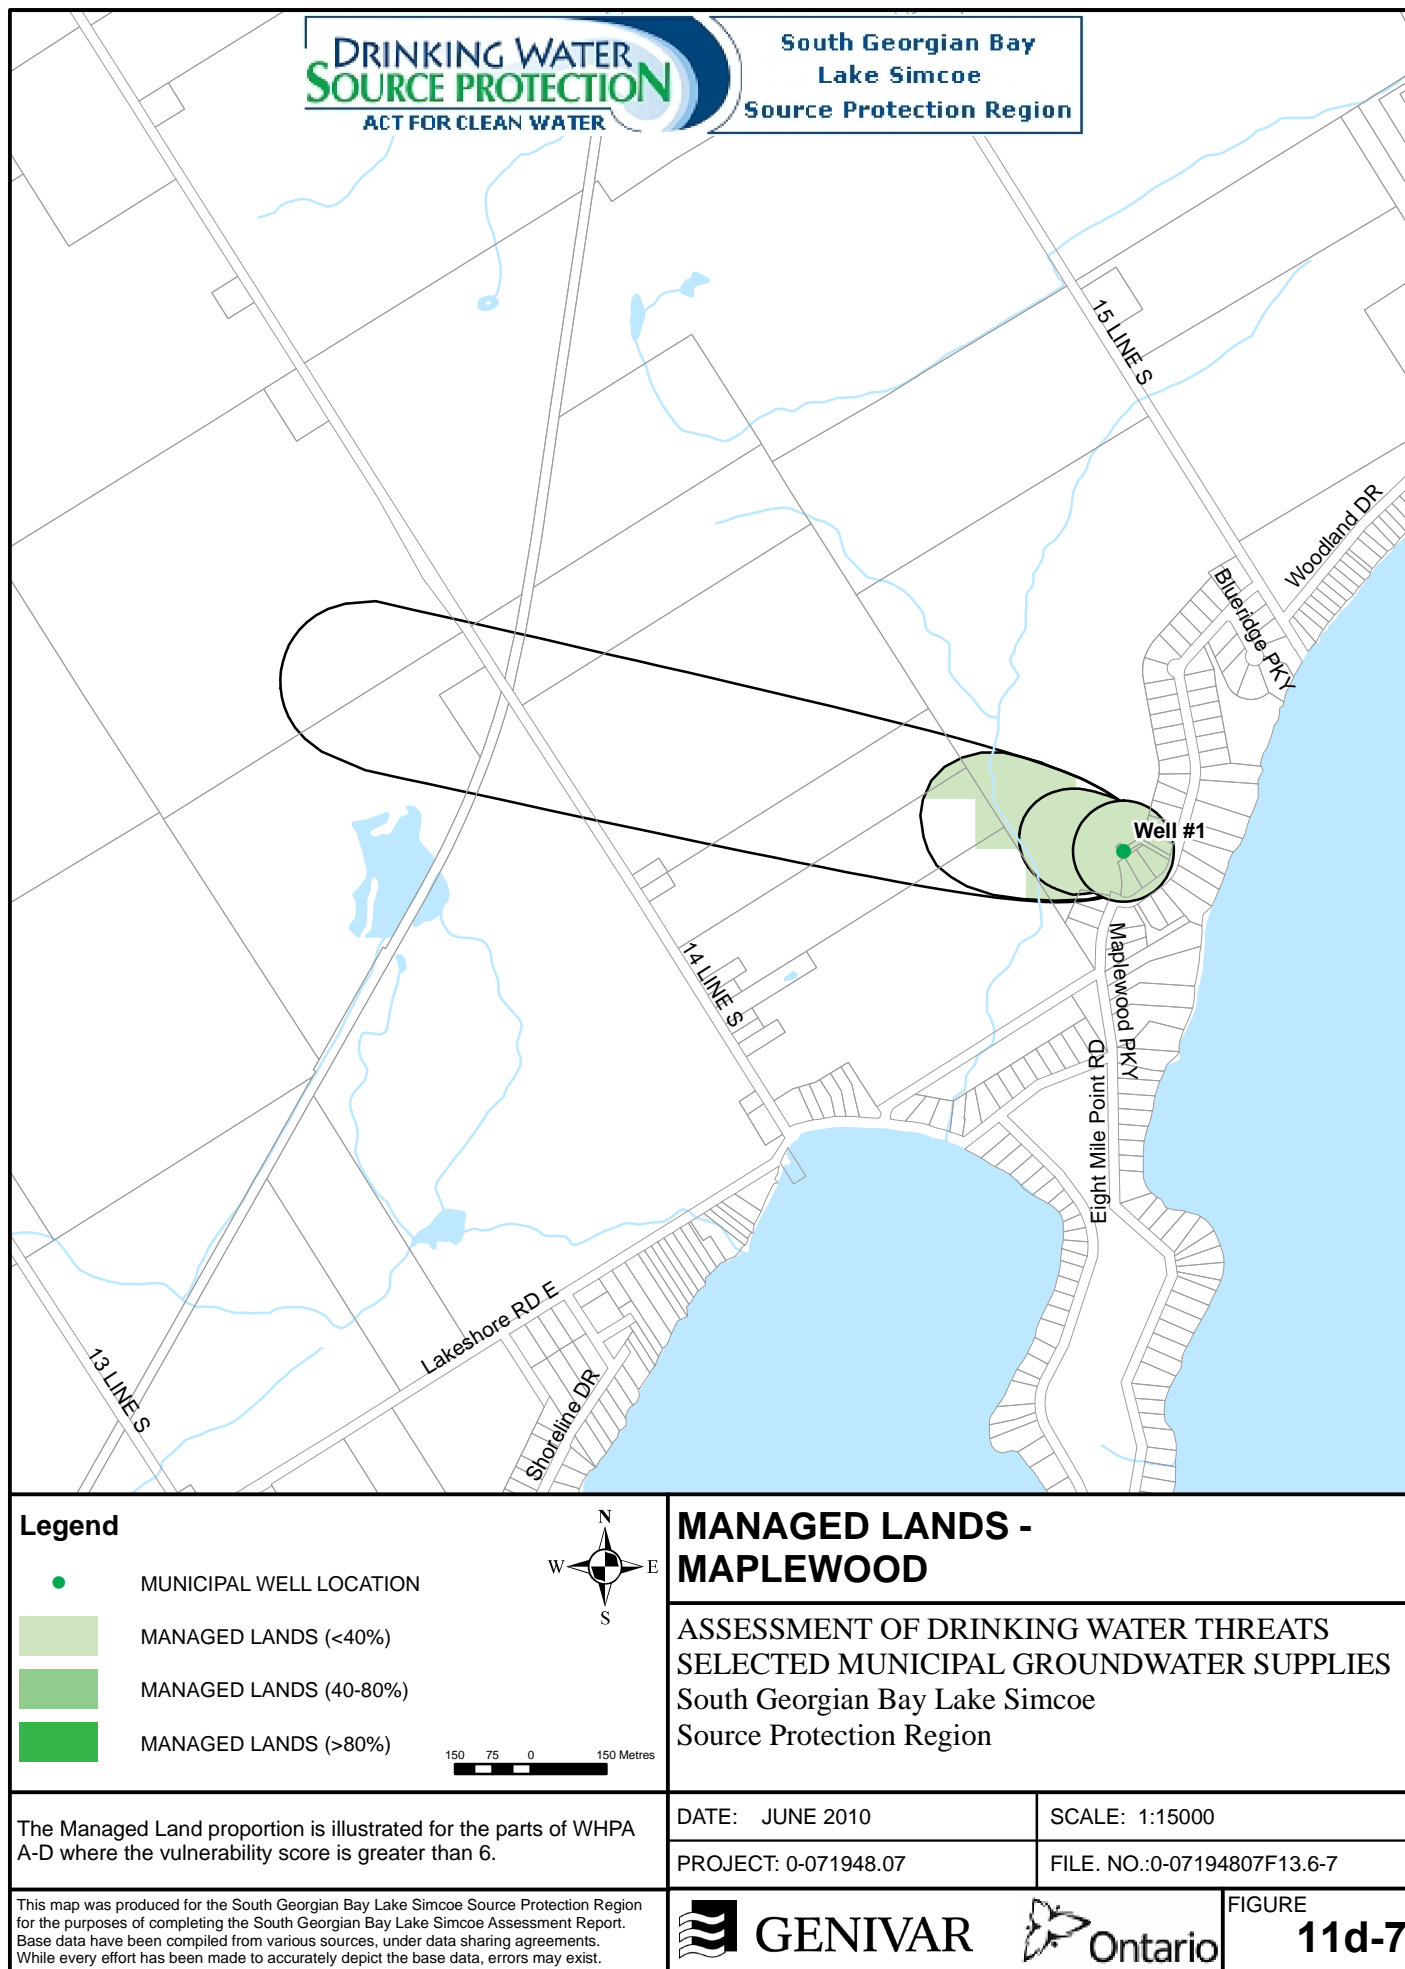 DRINKING WATER
SOURCE PROTECTION
ACT FOR CLEAN WATER
South Georgian Bay
Lake Simcoe
Source Protection Region
15 LINE S
Woodland DR
Blueridge PKY
Well #1
14 LINE S
Maplewood PKY
Eight Mile Point RD
Lakeshore RD E
13 LINE S
Shoreline DR
Legend
N
W
E
S
MUNICIPAL WELL LOCATION
MANAGED LANDS (<40%)
MANAGED LANDS (40-80%)
MANAGED LANDS (>80%)
150 75 0 150 Metres
MANAGED LANDS -
MAPLEWOOD
ASSESSMENT OF DRINKING WATER THREATS
SELECTED MUNICIPAL GROUNDWATER SUPPLIES
South Georgian Bay Lake Simcoe
Source Protection Region
The Managed Land proportion is illustrated for the parts of WHPA
A-D where the vulnerability score is greater than 6.
DATE: JUNE 2010
SCALE: 1:15000
PROJECT: 0-071948.07
FILE. NO.:0-07194807F13.6-7
This map was produced for the South Georgian Bay Lake Simcoe Source Protection Region
for the purposes of completing the South Georgian Bay Lake Simcoe Assessment Report.
Base data have been compiled from various sources, under data sharing agreements.
While every effort has been made to accurately depict the base data, errors may exist.
GENIVAR
Ontario
FIGURE
11d-7